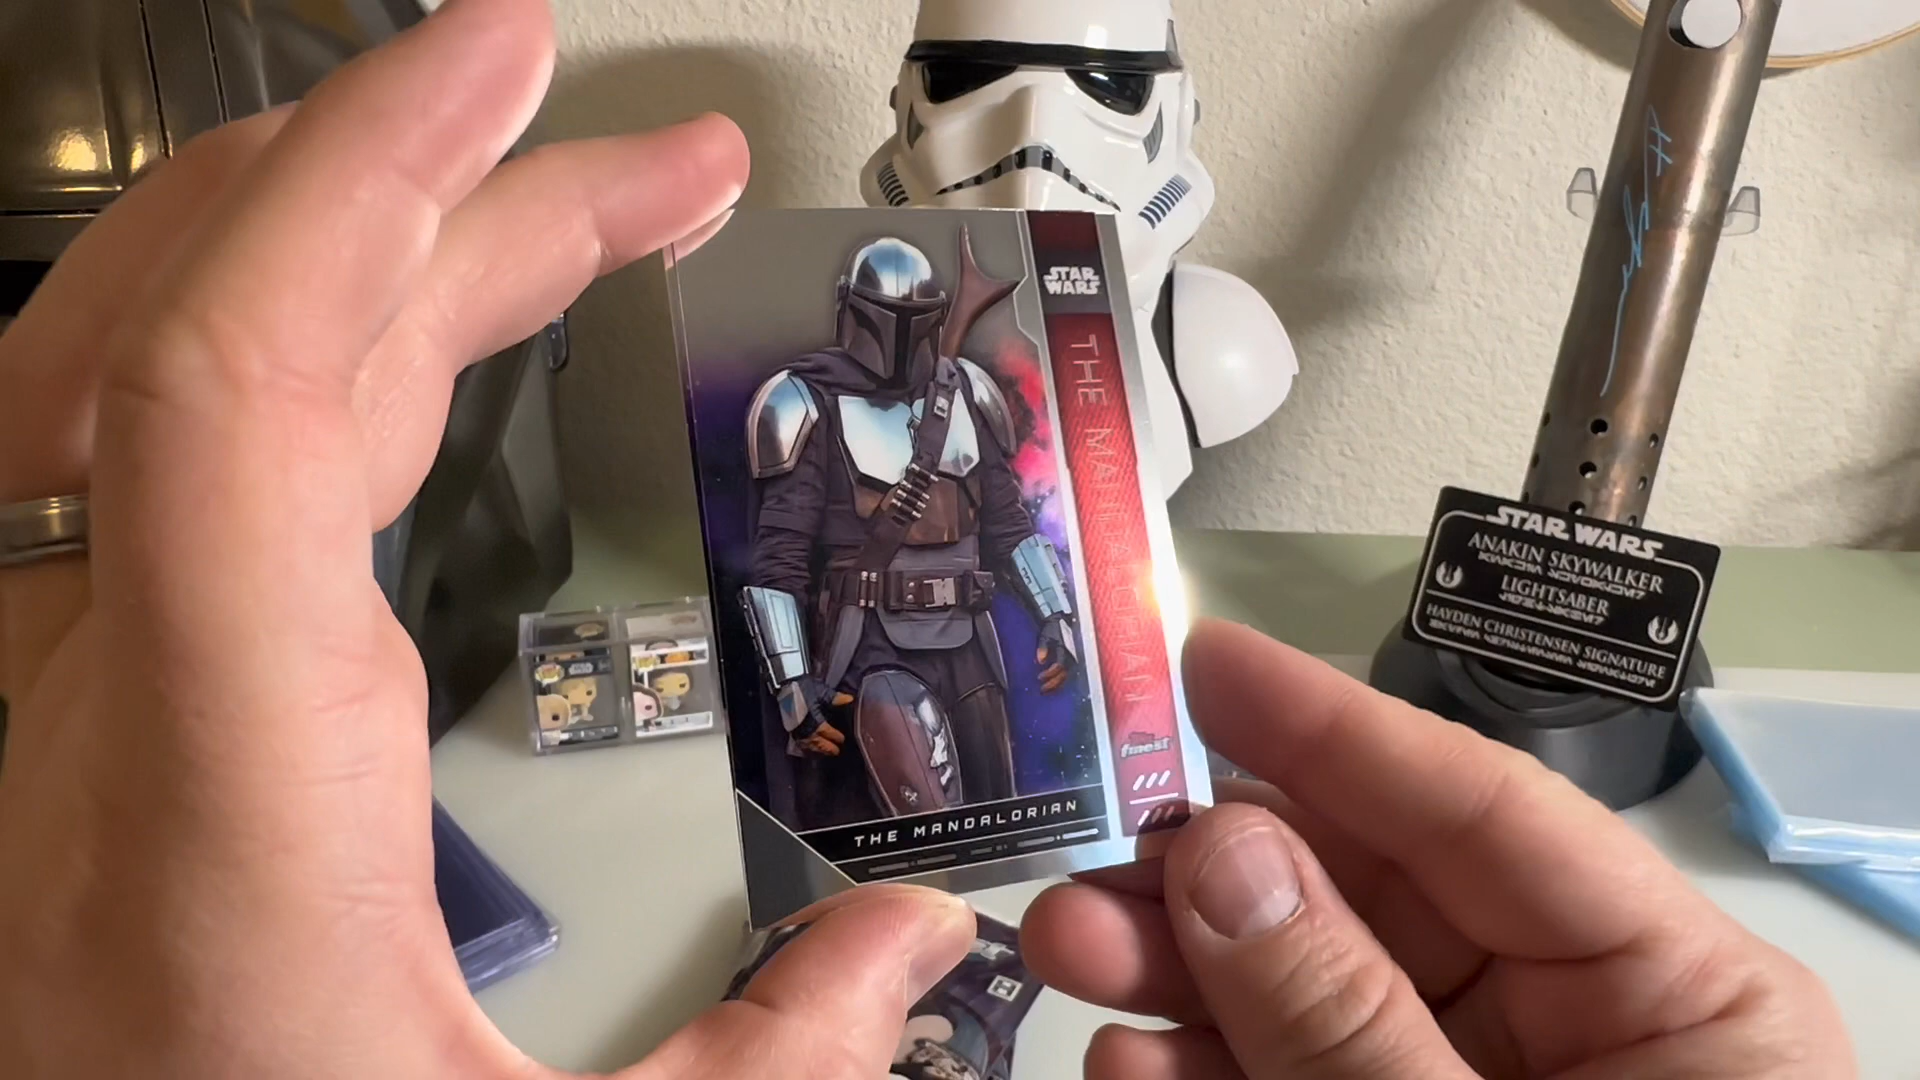 STAR
WARS
THE MANDALORIAN
finest
THE MANDALORIAN
STAR WARS
ANAKIN SKYWALKER
LIGHTSABER
HAYDEN CHRISTENSEN SIGNATURE